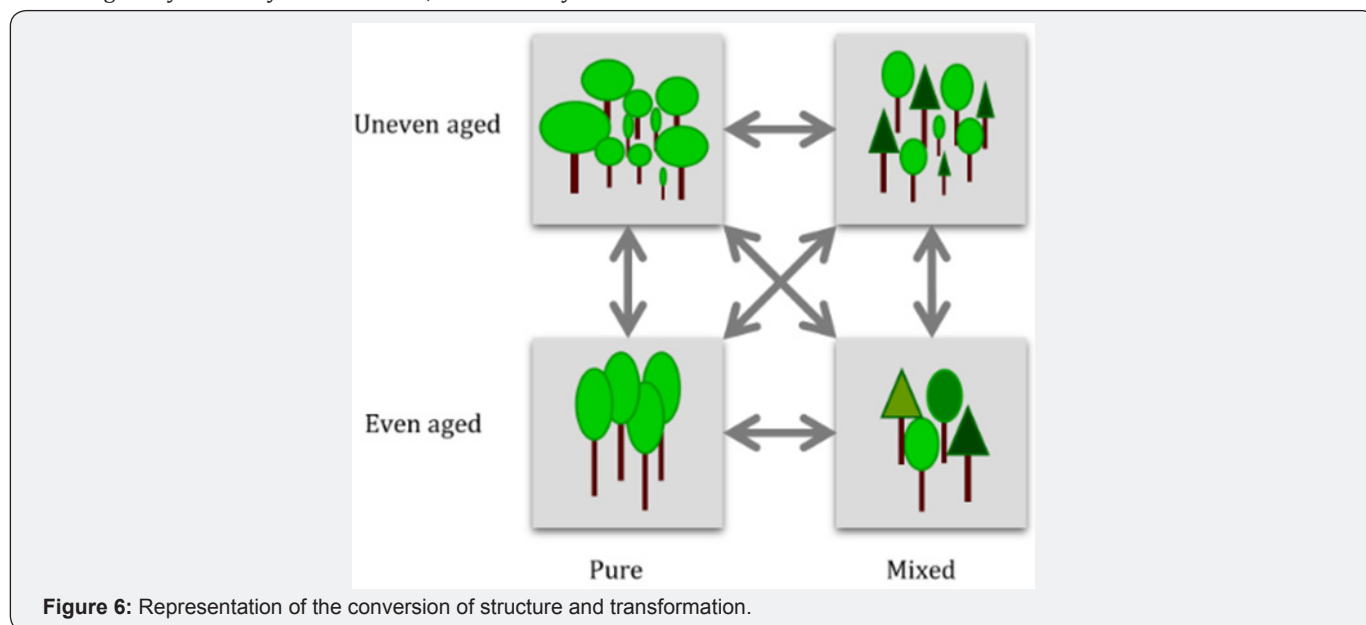 Uneven aged
Even aged
Pure Mixed
Figure 6: Representation of the conversion of structure and transformation.